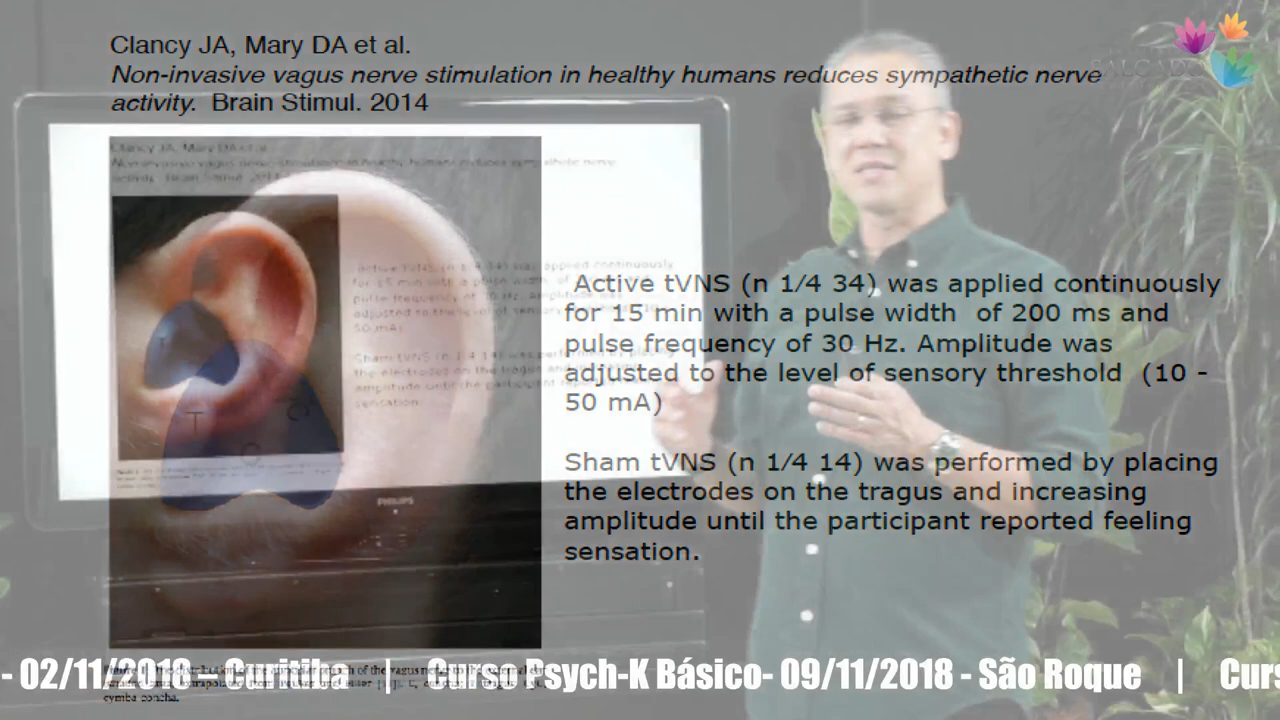 Clancy JA, Mary DA et al.
Non-invasive vagus nerve stimulation in healthy humans reduces sympathetic nerve
activity. Brain Stimul. 2014
SALGADO
Active tVNS (n 1/4 34) was applied continuously
for 15 min with a pulse width of 200 ms and
pulse frequency of 30 Hz. Amplitude was
adjusted to the level of sensory threshold (10 -
50 mA)
Sham tVNS (n 1/4 14) was performed by placing
the electrodes on the tragus and increasing
amplitude until the participant reported feeling
sensation.
T
C
PHILIPS
- 02/11/2018 – Curitiba | Curso Psych-K Básico- 09/11/2018 - São Roque | Curs
cymba concha.